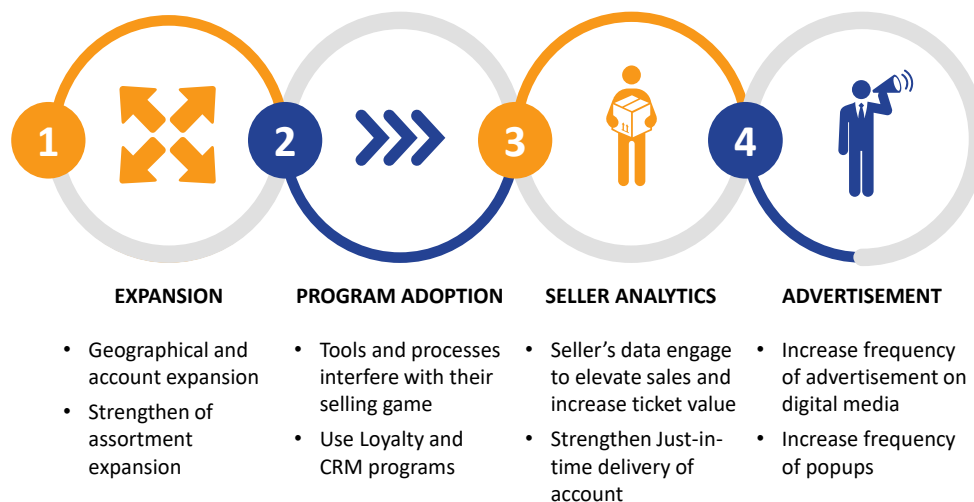 1
2
3
4
EXPANSION
• Geographical and
account expansion
• Strengthen of
assortment
expansion
PROGRAM ADOPTION
• Tools and processes
interfere with their
selling game
• Use Loyalty and
CRM programs
SELLER ANALYTICS
• Seller’s data engage
to elevate sales and
increase ticket value
• Strengthen Just-in-
time delivery of
account
ADVERTISEMENT
• Increase frequency
of advertisement on
digital media
• Increase frequency
of popups